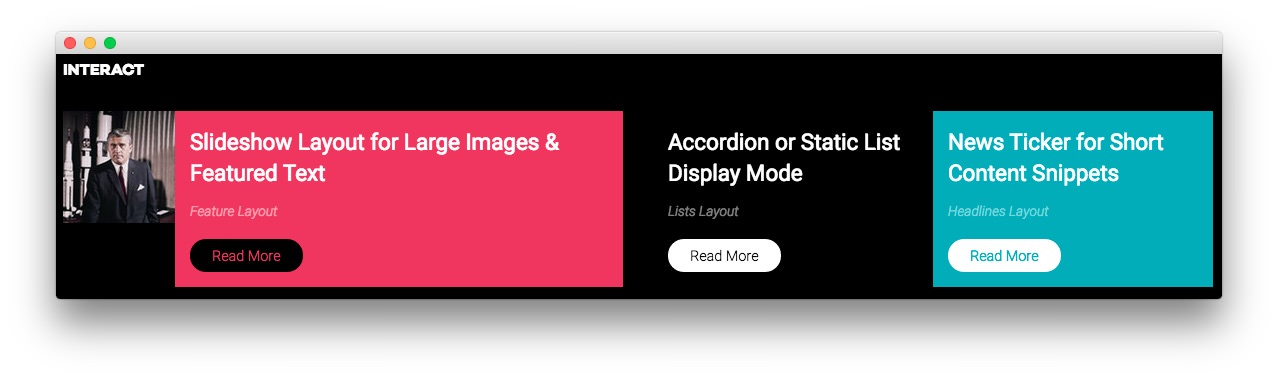 INTERACT
Slideshow Layout for Large Images &
Featured Text
Feature Layout
Read More
Accordion or Static List
Display Mode
Lists Layout
Read More
News Ticker for Short
Content Snippets
Headlines Layout
Read More